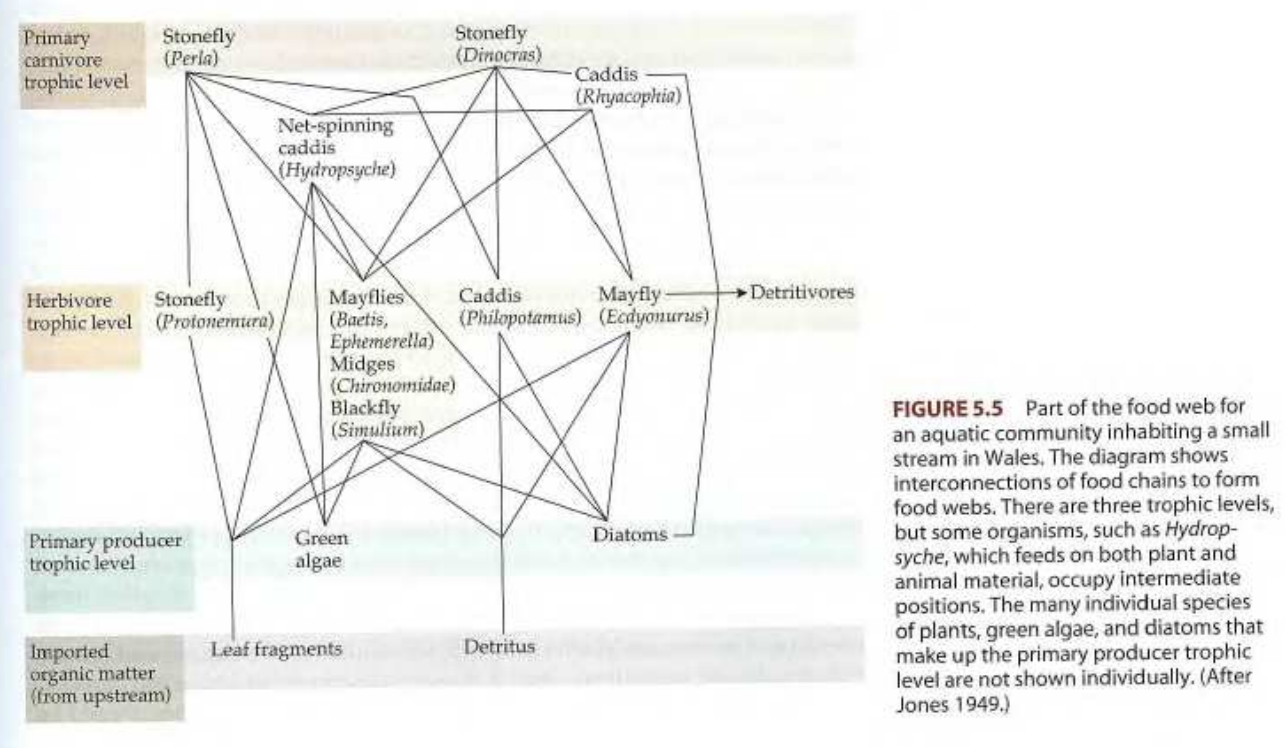 Primary
carnivore
trophic level
Stonefly
(Perla)
Stonefly
(Dinocras)
Caddis
(Rhyacophia)
Net-spinning
caddis
(Hydropsyche)
Herbivore
trophic level
Stonefly
(Protonemura)
Mayflies
(Baetis,
Ephemerella)
Midges
(Chironomidae)
Blackfly
(Simulium)
Caddis
(Philopotamus)
Mayfly
(Ecdyonurus)
Detritivores
Primary producer
trophic level
Green
algae
Diatoms
Imported
organic matter
(from upstream)
Leaf fragments
Detritus
FIGURE 5.5 Part of the food web for
an aquatic community inhabiting a small
stream in Wales. The diagram shows
interconnections of food chains to form
food webs. There are three trophic levels,
but some organisms, such as Hydrop-
syche, which feeds on both plant and
animal material, occupy intermediate
positions. The many individual species
of plants, green algae, and diatoms that
make up the primary producer trophic
level are not shown individually. (After
Jones 1949.)